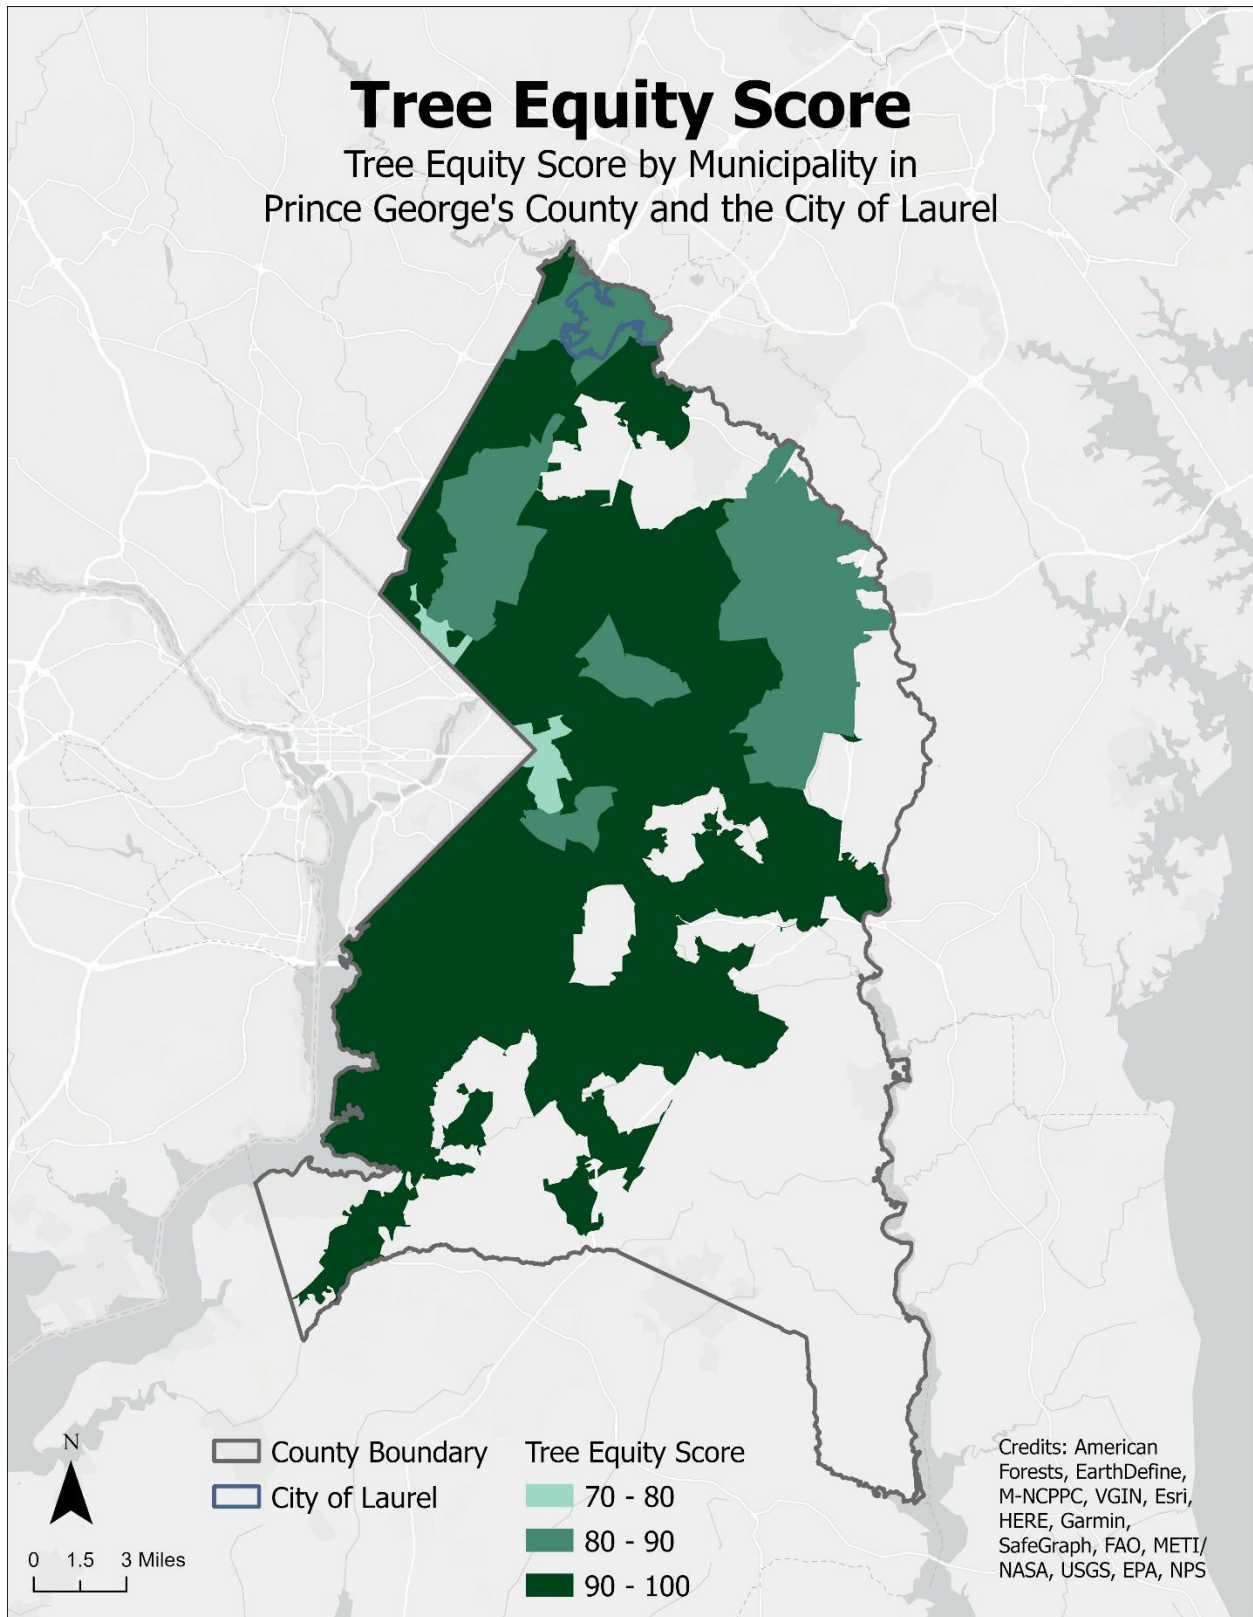 Tree Equity Score
Tree Equity Score by Municipality in
Prince George's County and the City of Laurel
N
0 1.5 3 Miles
County Boundary
City of Laurel
Tree Equity Score
70 - 80
80 - 90
90 - 100
Credits: American
Forests, EarthDefine,
M-NCPPC, VGIN, Esri,
HERE, Garmin,
SafeGraph, FAO, METI/
NASA, USGS, EPA, NPS